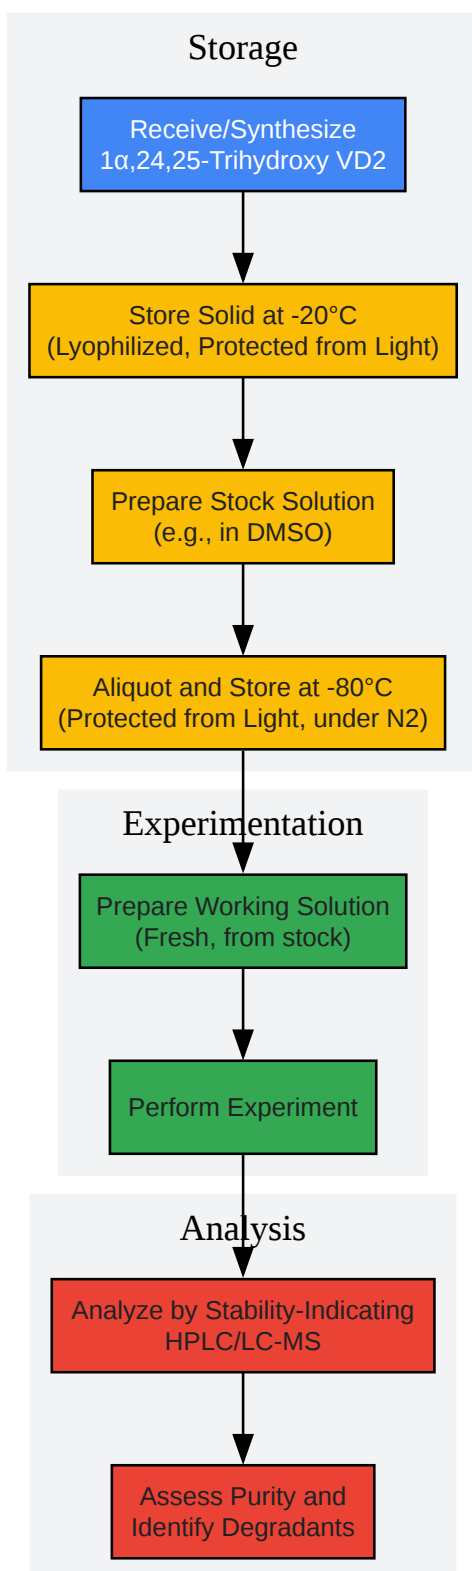 Storage
Receive/Synthesize
1α,24,25-Trihydroxy VD2
Store Solid at -20°C
(Lyophilized, Protected from Light)
Prepare Stock Solution
(e.g., in DMSO)
Aliquot and Store at -80°C
(Protected from Light, under N2)
Experimentation
Prepare Working Solution
(Fresh, from stock)
Perform Experiment
Analysis
Analyze by Stability-Indicating
HPLC/LC-MS
Assess Purity and
Identify Degradants